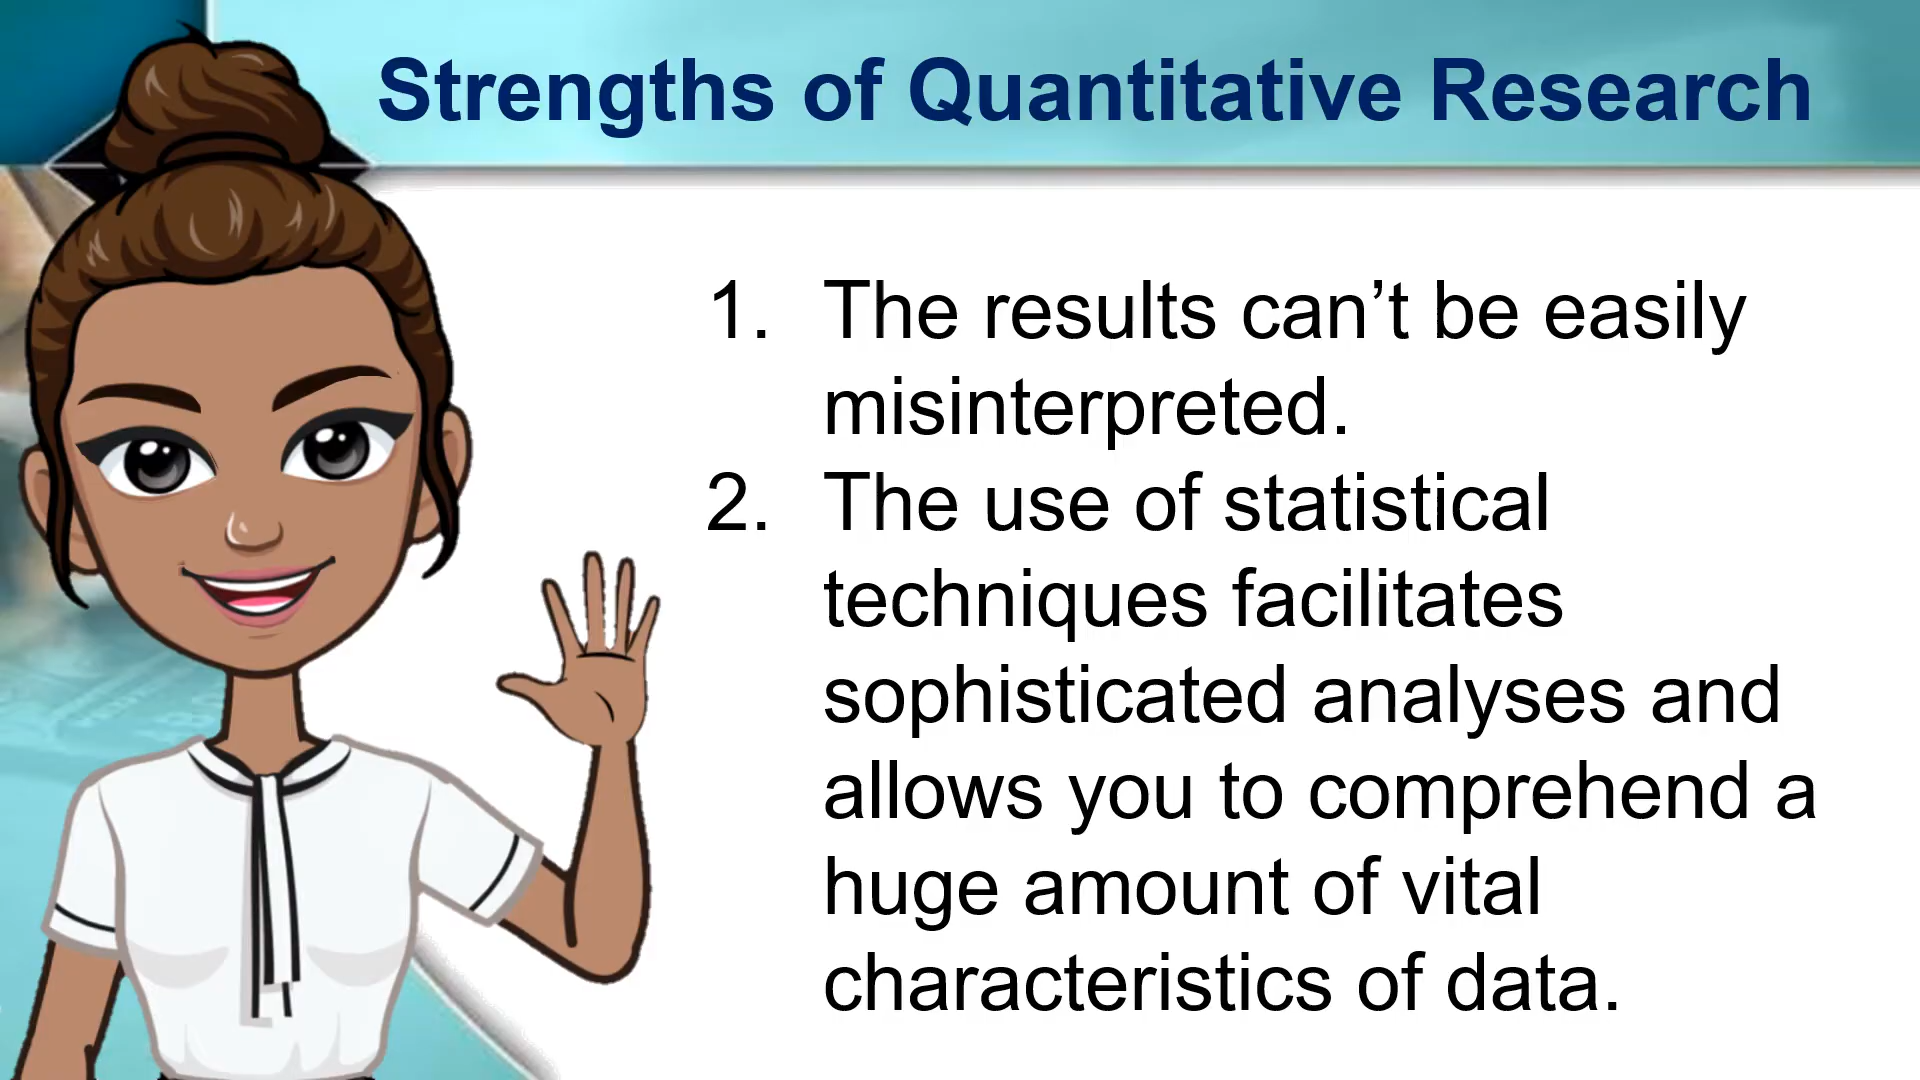 Strengths of Quantitative Research
1. The results can’t be easily
misinterpreted.
2. The use of statistical
techniques facilitates
sophisticated analyses and
allows you to comprehend a
huge amount of vital
characteristics of data.